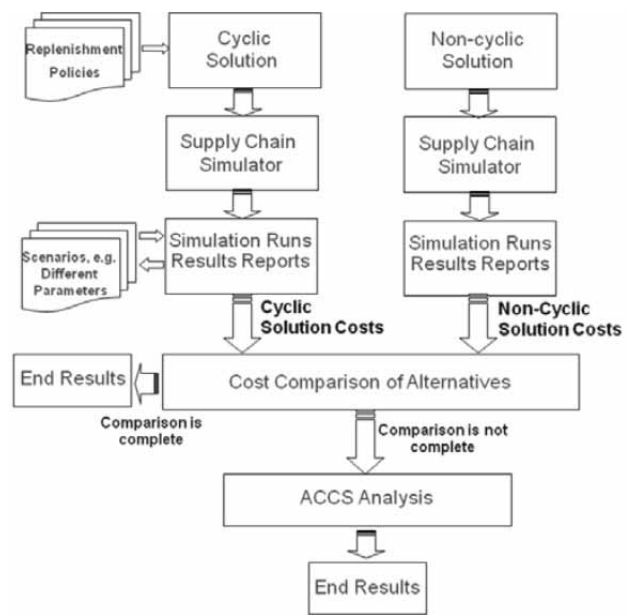 Replenishment
Policies
Cyclic
Solution
Non-cyclic
Solution
Supply Chain
Simulator
Supply Chain
Simulator
Scenarios, e.g.
Different
Parameters
Simulation Runs
Results Reports
Simulation Runs
Results Reports
Cyclic
Solution Costs
Non-Cyclic
Solution Costs
End Results
Cost Comparison of Alternatives
Comparison is
complete
Comparison is not
complete
ACCS Analysis
End Results